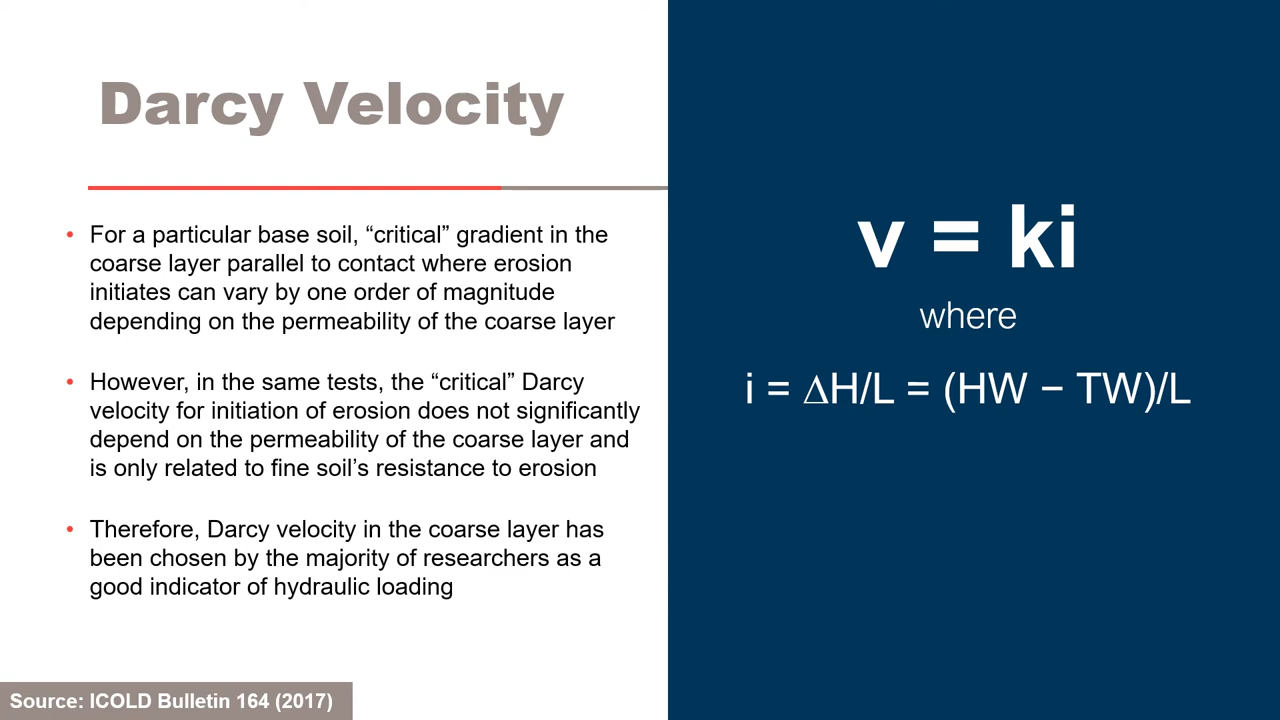 Darcy Velocity
• For a particular base soil, “critical” gradient in the
coarse layer parallel to contact where erosion
initiates can vary by one order of magnitude
depending on the permeability of the coarse layer
• However, in the same tests, the “critical” Darcy
velocity for initiation of erosion does not significantly
depend on the permeability of the coarse layer and
is only related to fine soil’s resistance to erosion
• Therefore, Darcy velocity in the coarse layer has
been chosen by the majority of researchers as a
good indicator of hydraulic loading
Source: ICOLD Bulletin 164 (2017)
v = ki
where
i = ∆H/L = (HW − TW)/L